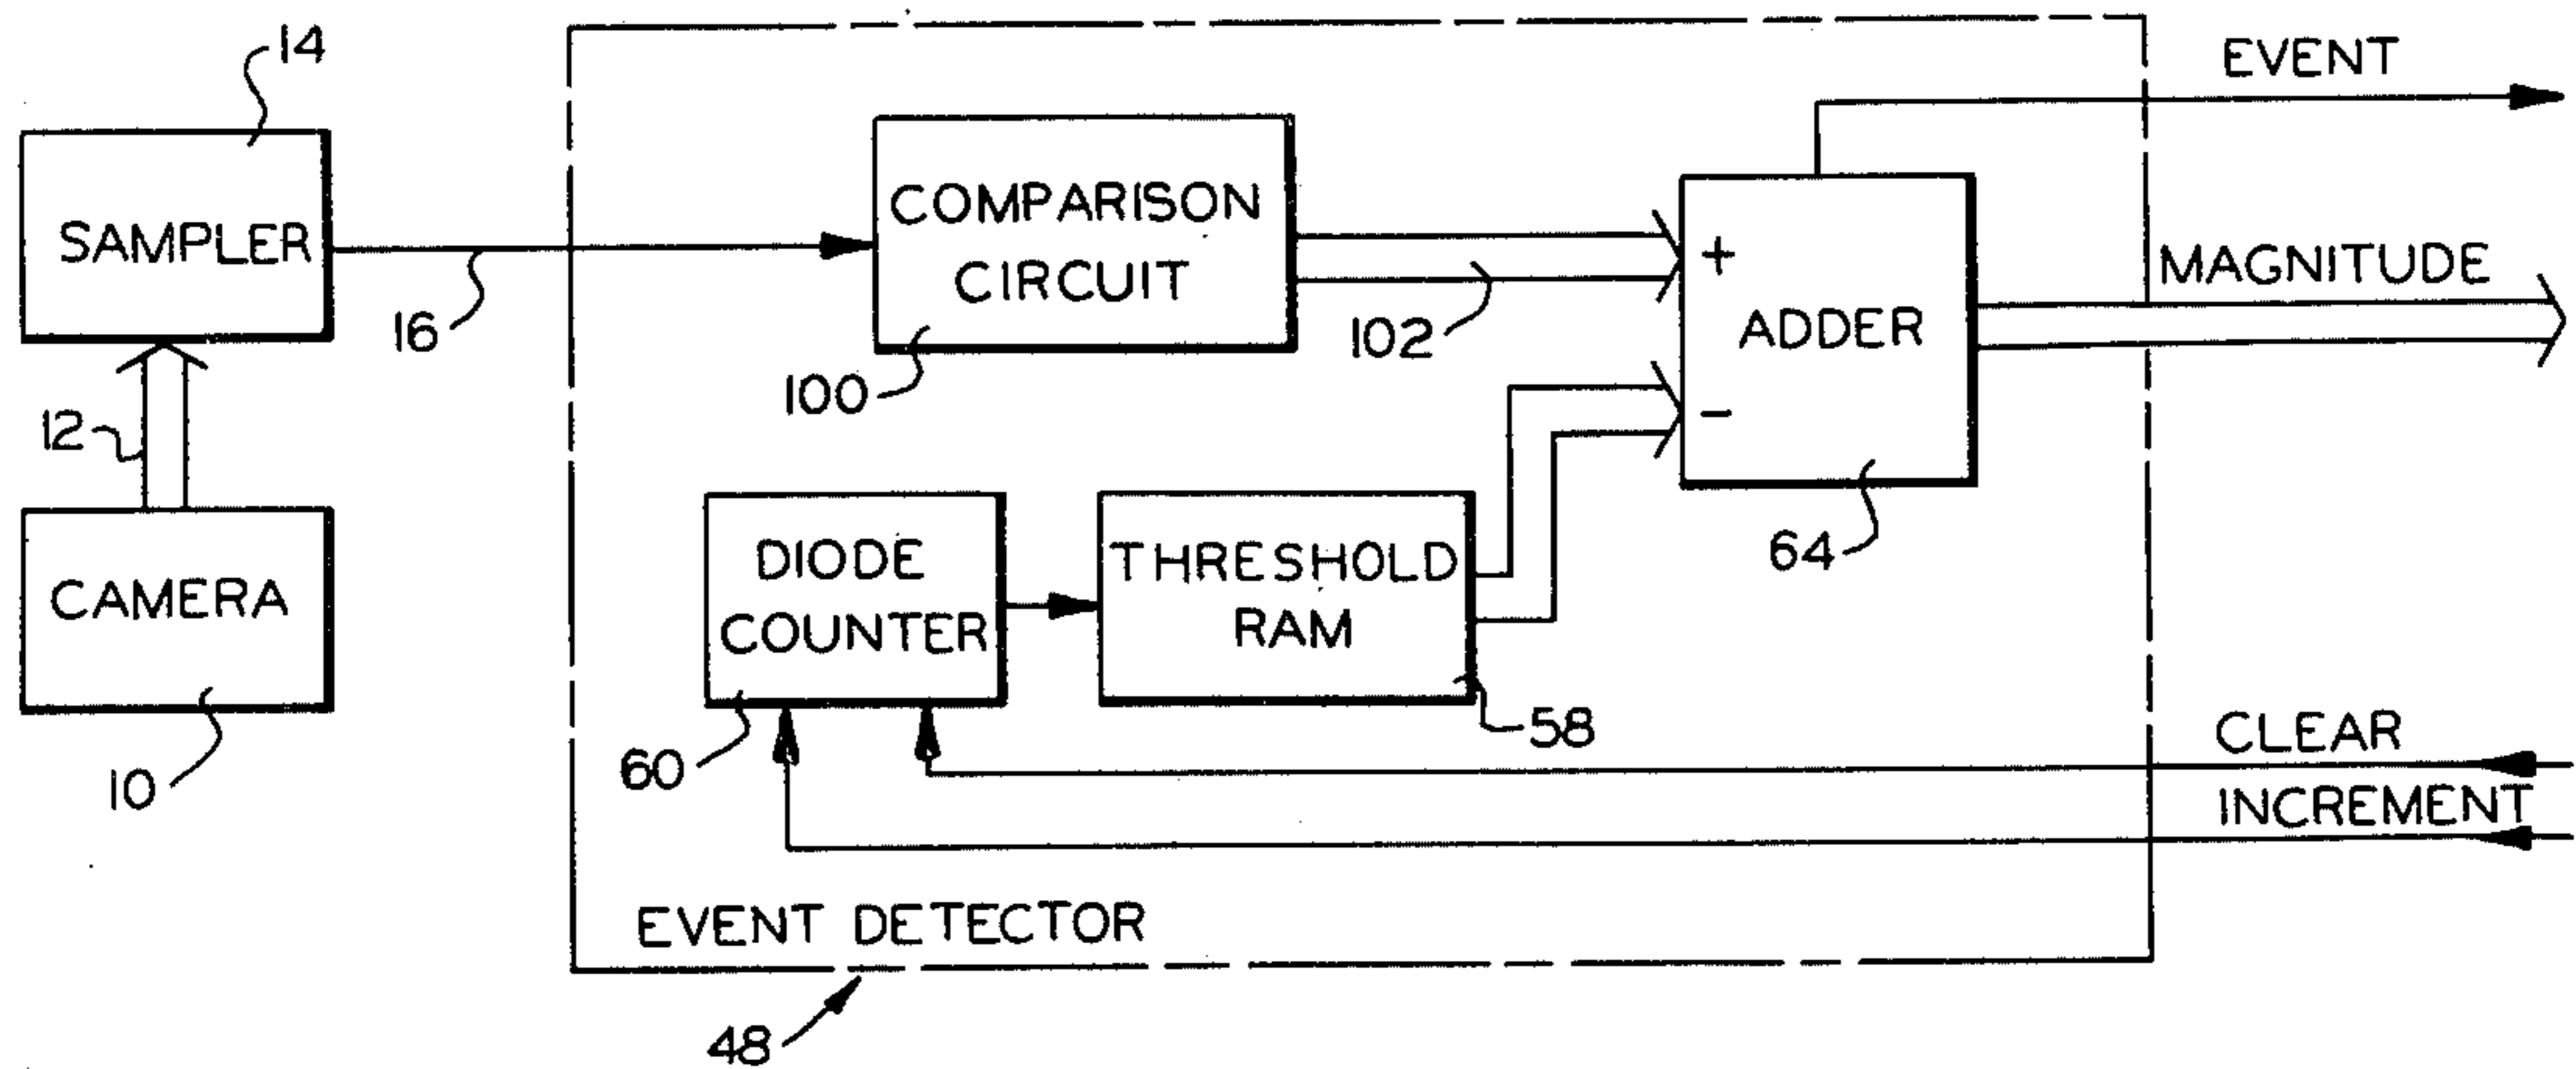 14
EVENT
SAMPLER
COMPARISON
CIRCUIT
+
ADDER
−
MAGNITUDE
16
102
100
12
CAMERA
DIODE
COUNTER
THRESHOLD
RAM
64
10
60
58
CLEAR
INCREMENT
EVENT DETECTOR
48